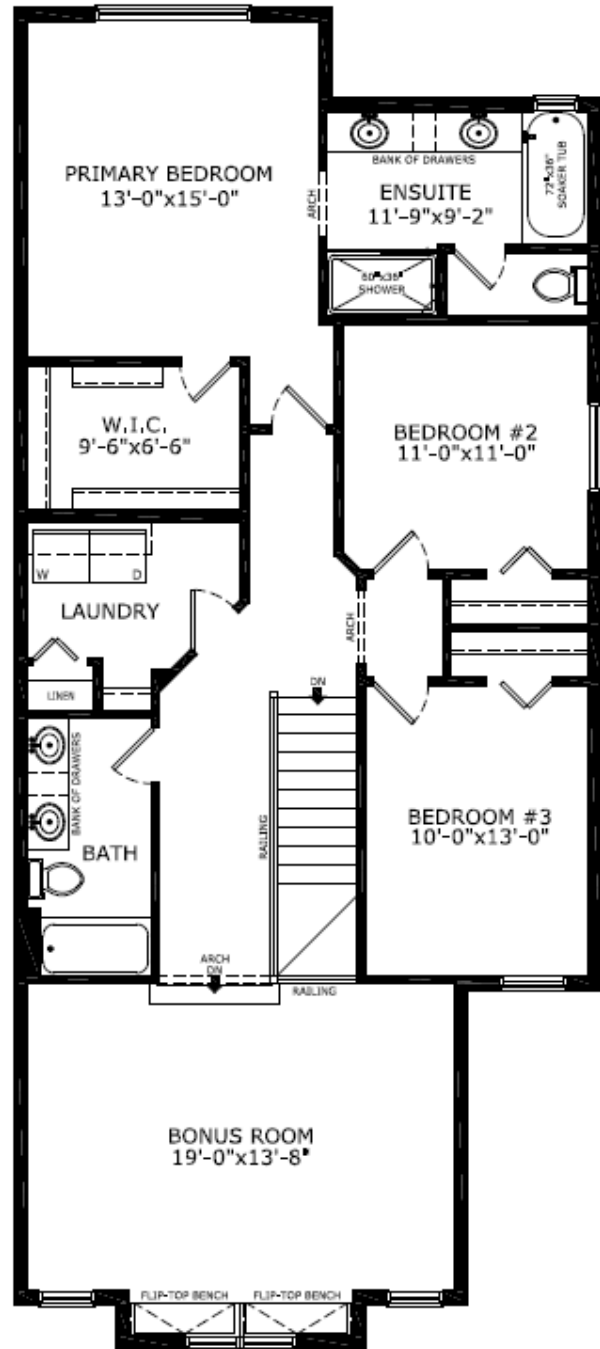 PRIMARY BEDROOM
13'-0"x15'-0"
BANK OF DRAWERS
ENSUITE
11'-9"x9'-2"
72"x36"
SOAKER TUB
ARCH
60"x36"
SHOWER
W.I.C.
9'-6"x6'-6"
BEDROOM #2
11'-0"x11'-0"
W
D
LAUNDRY
LINEN
ARCH
DN
BANK OF DRAWERS
BATH
RAILING
BEDROOM #3
10'-0"x13'-0"
ARCH
DN
RAILING
BONUS ROOM
19'-0"x13'-8"
FLIP-TOP BENCH
FLIP-TOP BENCH